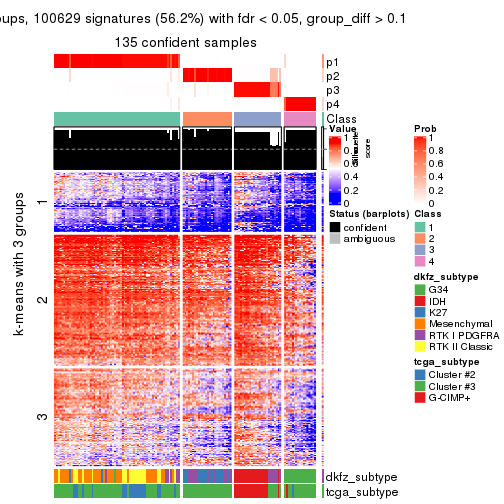 oups, 100629 signatures (56.2%) with fdr < 0.05, group_diff > 0.1
135 confident samples
p1
p2
p3
p4
Class
Silhouette
score
k-means with 3 groups
1
2
3
dkfz_subtype
tcga_subtype
Value
1
0.8
0.6
0.4
0.2
0
Status (barplots)
confident
ambiguous
Prob
1
0.8
0.6
0.4
0.2
0
Class
1
2
3
4
dkfz_subtype
G34
IDH
K27
Mesenchymal
RTK I PDGFRA
RTK II Classic
tcga_subtype
Cluster #2
Cluster #3
G-CIMP+